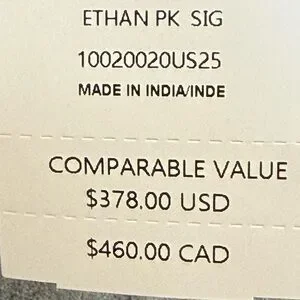 ETHAN PK SIG
10020020US25
MADE IN INDIA/INDE
COMPARABLE VALUE
$378.00 USD
$460.00 CAD